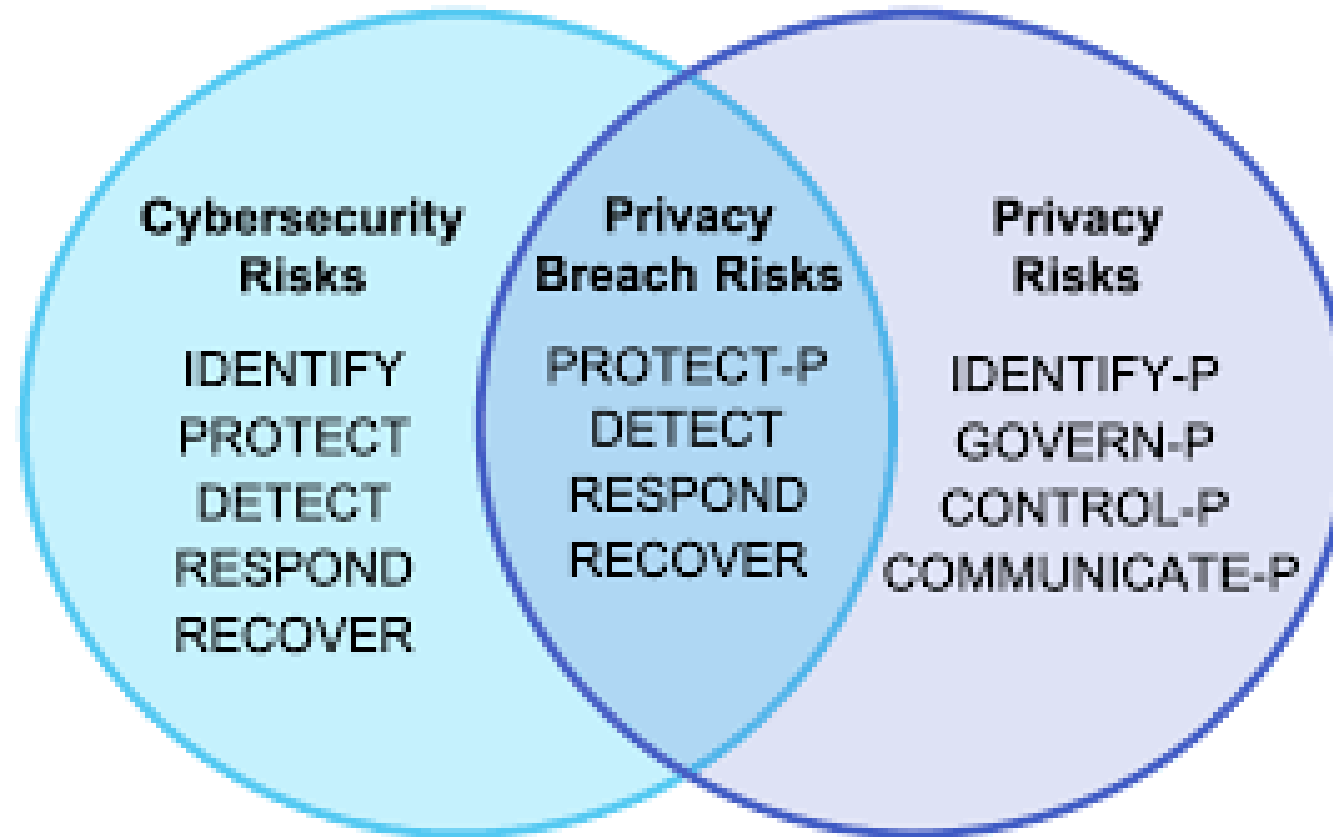 Cybersecurity
Risks
IDENTIFY
PROTECT
DETECT
RESPOND
RECOVER
Privacy
Breach Risks
PROTECT-P
DETECT
RESPOND
RECOVER
Privacy
Risks
IDENTIFY-P
GOVERN-P
CONTROL-P
COMMUNICATE-P